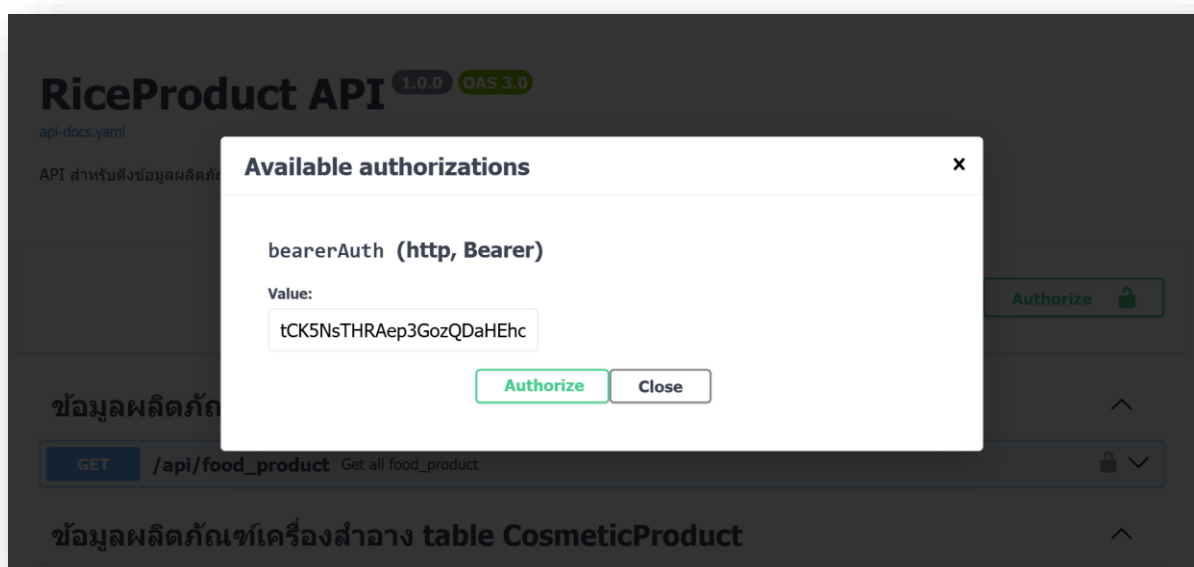 RiceProduct API 1.0.0 OAS 3.0
api-docs.yaml
API สำหรับดึงข้อมูลผลิตภั
Available authorizations
bearerAuth (http, Bearer)
Value:
tCK5NsTHRAep3GozQDaHEhc
Authorize Close
Authorize
ข้อมูลผลิตภัณ
GET /api/food_product Get all food_product
ข้อมูลผลิตภัณฑ์เครื่องสำอาง table CosmeticProduct